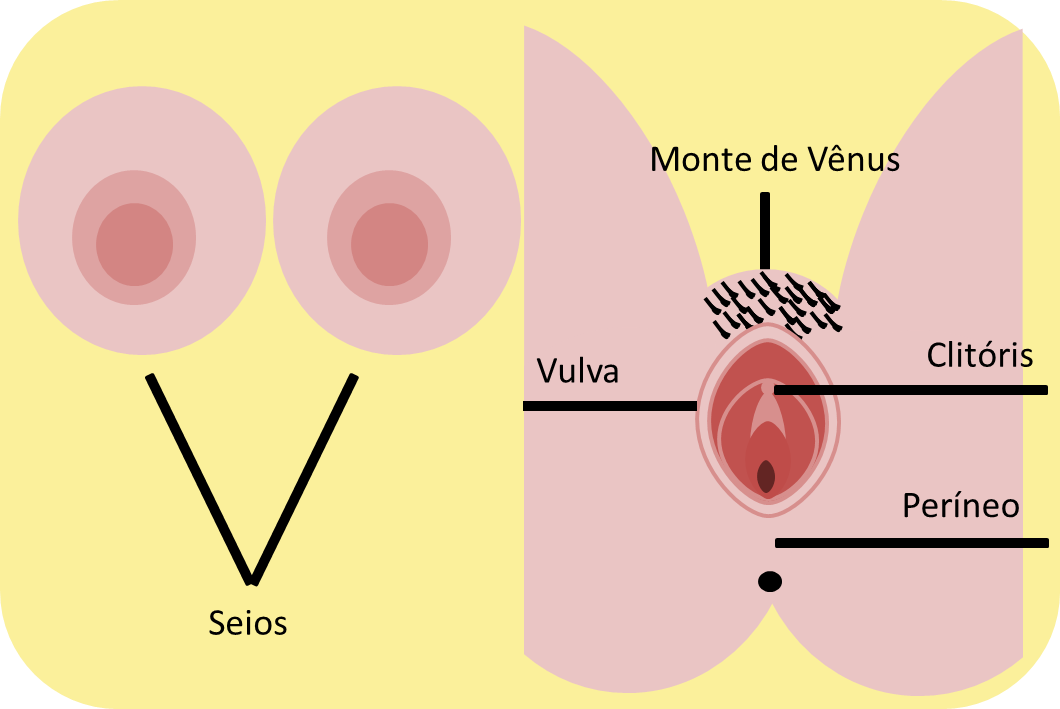 Monte de Vênus
Clitóris
Vulva
Períneo
Seios